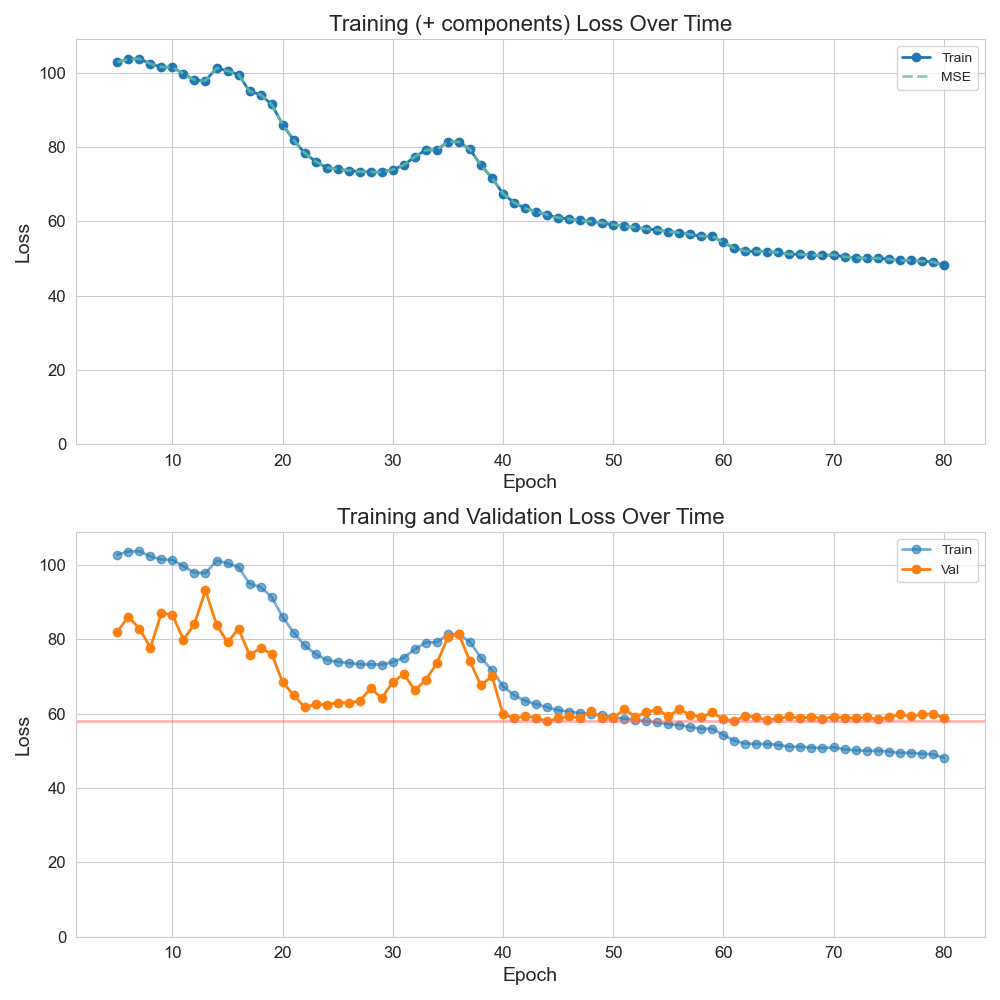 Training (+ components) Loss Over Time
Train
MSE
Loss
100
80
60
40
20
0
10 20 30 40 50 60 70 80
Epoch
Training and Validation Loss Over Time
Train
Val
Loss
100
80
60
40
20
0
10 20 30 40 50 60 70 80
Epoch